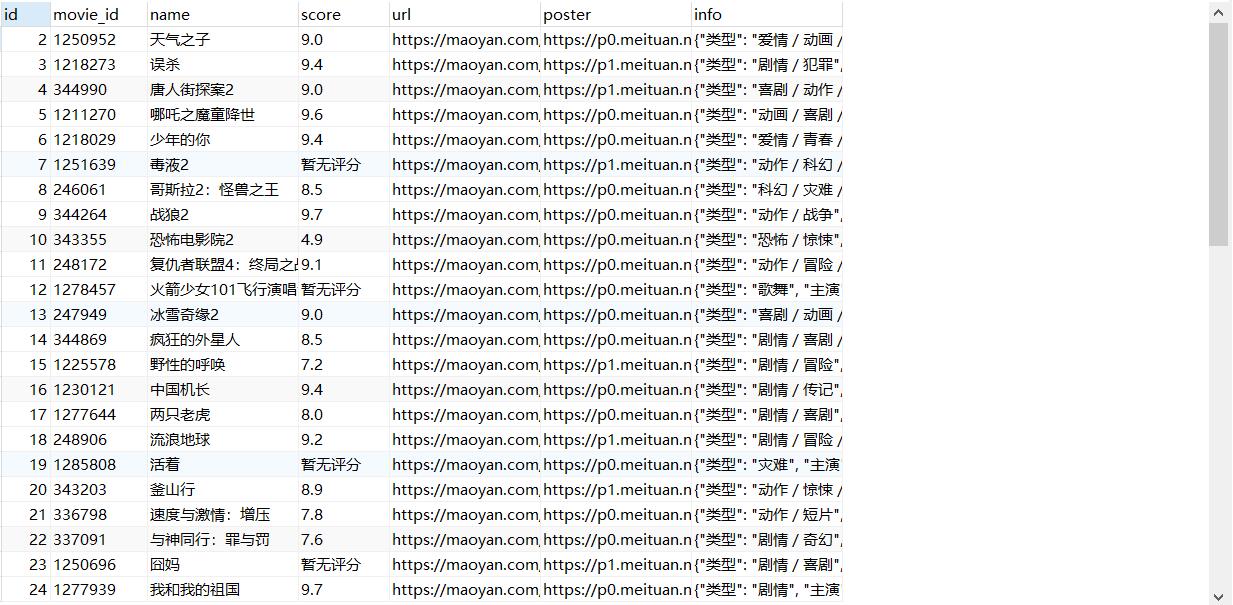 id movie_id name score url poster info
2 1250952 天气之子 9.0 https://maoyan.com https://p0.meituan.n {"类型": "爱情 / 动画 /
3 1218273 误杀 9.4 https://maoyan.com https://p1.meituan.n {"类型": "剧情 / 犯罪",
4 344990 唐人街探案2 9.0 https://maoyan.com https://p1.meituan.n {"类型": "喜剧 / 动作 /
5 1211270 哪吒之魔童降世 9.6 https://maoyan.com https://p0.meituan.n {"类型": "动画 / 喜剧 /
6 1218029 少年的你 9.4 https://maoyan.com https://p0.meituan.n {"类型": "爱情 / 青春 /
7 1251639 毒液2 暂无评分 https://maoyan.com https://p1.meituan.n {"类型": "动作 / 科幻 /
8 246061 哥斯拉2：怪兽之王 8.5 https://maoyan.com https://p0.meituan.n {"类型": "科幻 / 灾难 /
9 344264 战狼2 9.7 https://maoyan.com https://p0.meituan.n {"类型": "动作 / 战争",
10 343355 恐怖电影院2 4.9 https://maoyan.com https://p0.meituan.n {"类型": "恐怖 / 惊悚",
11 248172 复仇者联盟4：终局之 9.1 https://maoyan.com https://p0.meituan.n {"类型": "动作 / 冒险 /
12 1278457 火箭少女101飞行演唱 暂无评分 https://maoyan.com https://p0.meituan.n {"类型": "歌舞", "主演
13 247949 冰雪奇缘2 9.0 https://maoyan.com https://p0.meituan.n {"类型": "喜剧 / 动画 /
14 344869 疯狂的外星人 8.5 https://maoyan.com https://p0.meituan.n {"类型": "剧情 / 喜剧 /
15 1225578 野性的呼唤 7.2 https://maoyan.com https://p1.meituan.n {"类型": "剧情 / 冒险",
16 1230121 中国机长 9.4 https://maoyan.com https://p0.meituan.n {"类型": "剧情 / 传记",
17 1277644 两只老虎 8.0 https://maoyan.com https://p0.meituan.n {"类型": "剧情 / 喜剧",
18 248906 流浪地球 9.2 https://maoyan.com https://p1.meituan.n {"类型": "剧情 / 冒险 /
19 1285808 活着 暂无评分 https://maoyan.com https://p0.meituan.n {"类型": "灾难", "主演
20 343203 釜山行 8.9 https://maoyan.com https://p1.meituan.n {"类型": "动作 / 惊悚 /
21 336798 速度与激情：增压 7.8 https://maoyan.com https://p0.meituan.n {"类型": "动作 / 短片",
22 337091 与神同行：罪与罚 7.6 https://maoyan.com https://p0.meituan.n {"类型": "剧情 / 奇幻",
23 1250696 囧妈 暂无评分 https://maoyan.com https://p1.meituan.n {"类型": "剧情 / 喜剧",
24 1277939 我和我的祖国 9.7 https://maoyan.com https://p0.meituan.n {"类型": "剧情", "主演